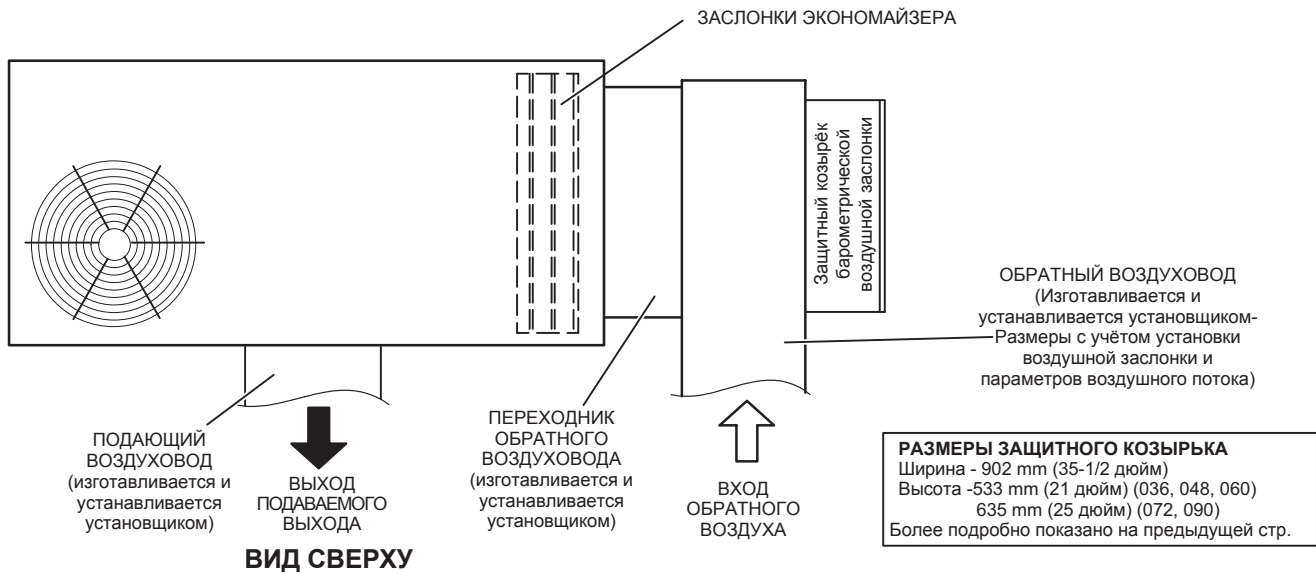 ЗАСЛОНКИ ЭКОНОМАЙЗЕРА
Защитный козырёк
барометрической
воздушной заслонки
ОБРАТНЫЙ ВОЗДУХОВОД
(Изготавливается и
устанавливается установщиком-
Размеры с учётом установки
воздушной заслонки и
параметров воздушного потока)
ПОДАЮЩИЙ
ВОЗДУХОВОД
(изготавливается и
устанавливается
установщиком)
ВЫХОД
ПОДАВАЕМОГО
ВЫХОДА
ПЕРЕХОДНИК
ОБРАТНОГО
ВОЗДУХОВОДА
(изготавливается и
устанавливается
установщиком)
ВХОД
ОБРАТНОГО
ВОЗДУХА
РАЗМЕРЫ ЗАЩИТНОГО КОЗЫРЬКА
Ширина - 902 mm (35-1/2 дюйм)
Высота -533 mm (21 дюйм) (036, 048, 060)
635 mm (25 дюйм) (072, 090)
Более подробно показано на предыдущей стр.
ВИД СВЕРХУ